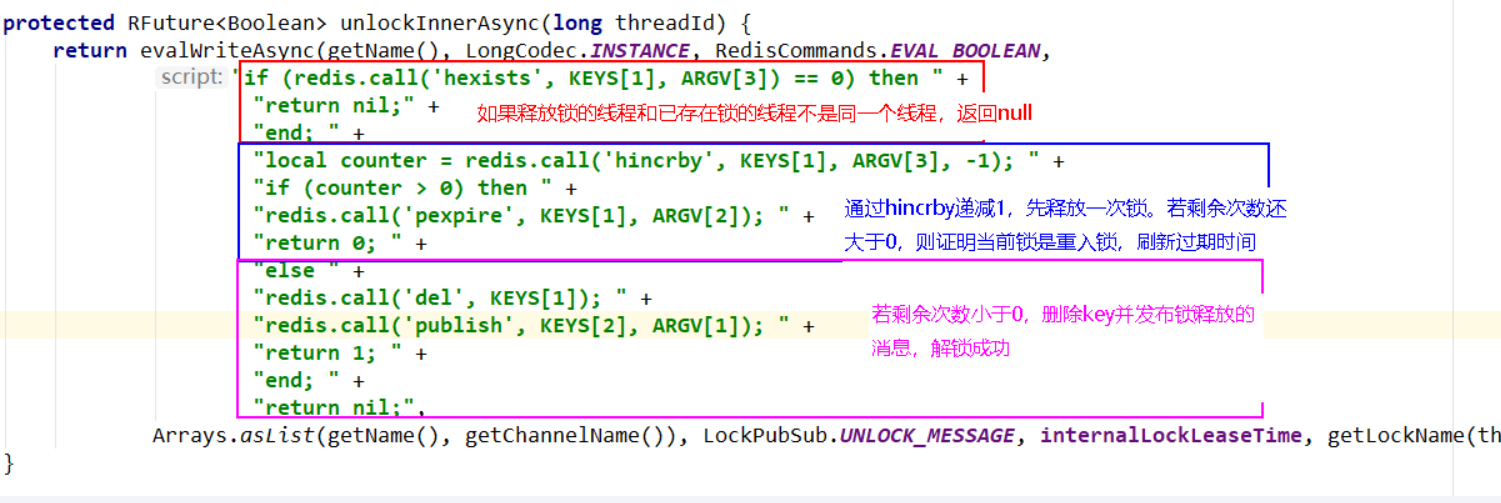 protected RFuture<Boolean> unlockInnerAsync(long threadId) {
return evalWriteAsync(getName(), LongCodec.INSTANCE, RedisCommands.EVAL_BOOLEAN,
script: "if (redis.call('hexists', KEYS[1], ARGV[3]) == 0) then " +
"return nil;" +
如果释放锁的线程和已存在锁的线程不是同一个线程，返回null
"end; " +
"local counter = redis.call('hincrby', KEYS[1], ARGV[3], -1); " +
"if (counter > 0) then " +
"redis.call('pexpire', KEYS[1], ARGV[2]); " +
通过hincrby递减1，先释放一次锁。若剩余次数还
"return 0; " +
大于0，则证明当前锁是重入锁，刷新过期时间
"else " +
"redis.call('del', KEYS[1]); " +
"redis.call('publish', KEYS[2], ARGV[1]); " +
若剩余次数小于0，删除key并发布锁释放的
"return 1; " +
消息，解锁成功
"end; " +
"return nil;",
Arrays.asList(getName(), getChannelName()), LockPubSub.UNLOCK_MESSAGE, internalLockLeaseTime, getLockName(th
}